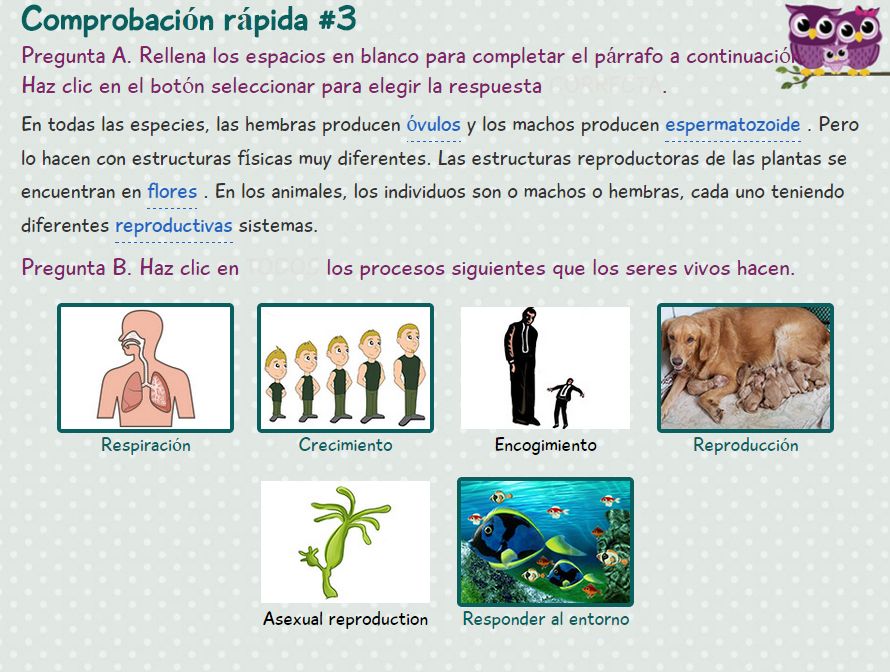 Comprobación rápida #3
Pregunta A. Rellena los espacios en blanco para completar el párrafo a continuació
Haz clic en el botón seleccionar para elegir la respuesta .
En todas las especies, las hembras producen óvulos y los machos producen espermatozoide . Pero
lo hacen con estructuras físicas muy diferentes. Las estructuras reproductoras de las plantas se
encuentran en flores . En los animales, los individuos son o machos o hembras, cada uno teniendo
diferentes reproductivas sistemas.
Pregunta B. Haz clic en TODOS los procesos siguientes que los seres vivos hacen.
Respiración
Crecimiento
Encogimiento
Reproducción
Asexual reproduction
Responder al entorno